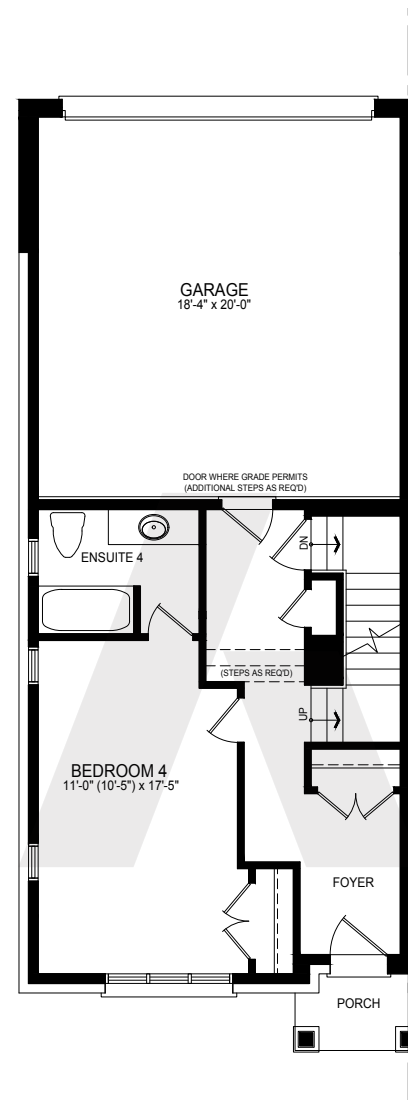 GARAGE
18'-4" x 20'-0"
DOOR WHERE GRADE PERMITS
(ADDITIONAL STEPS AS REQ'D)
ENSUITE 4
DN
(STEPS AS REQ'D)
UP
BEDROOM 4
11'-0" (10'-5") x 17'-5"
FOYER
PORCH